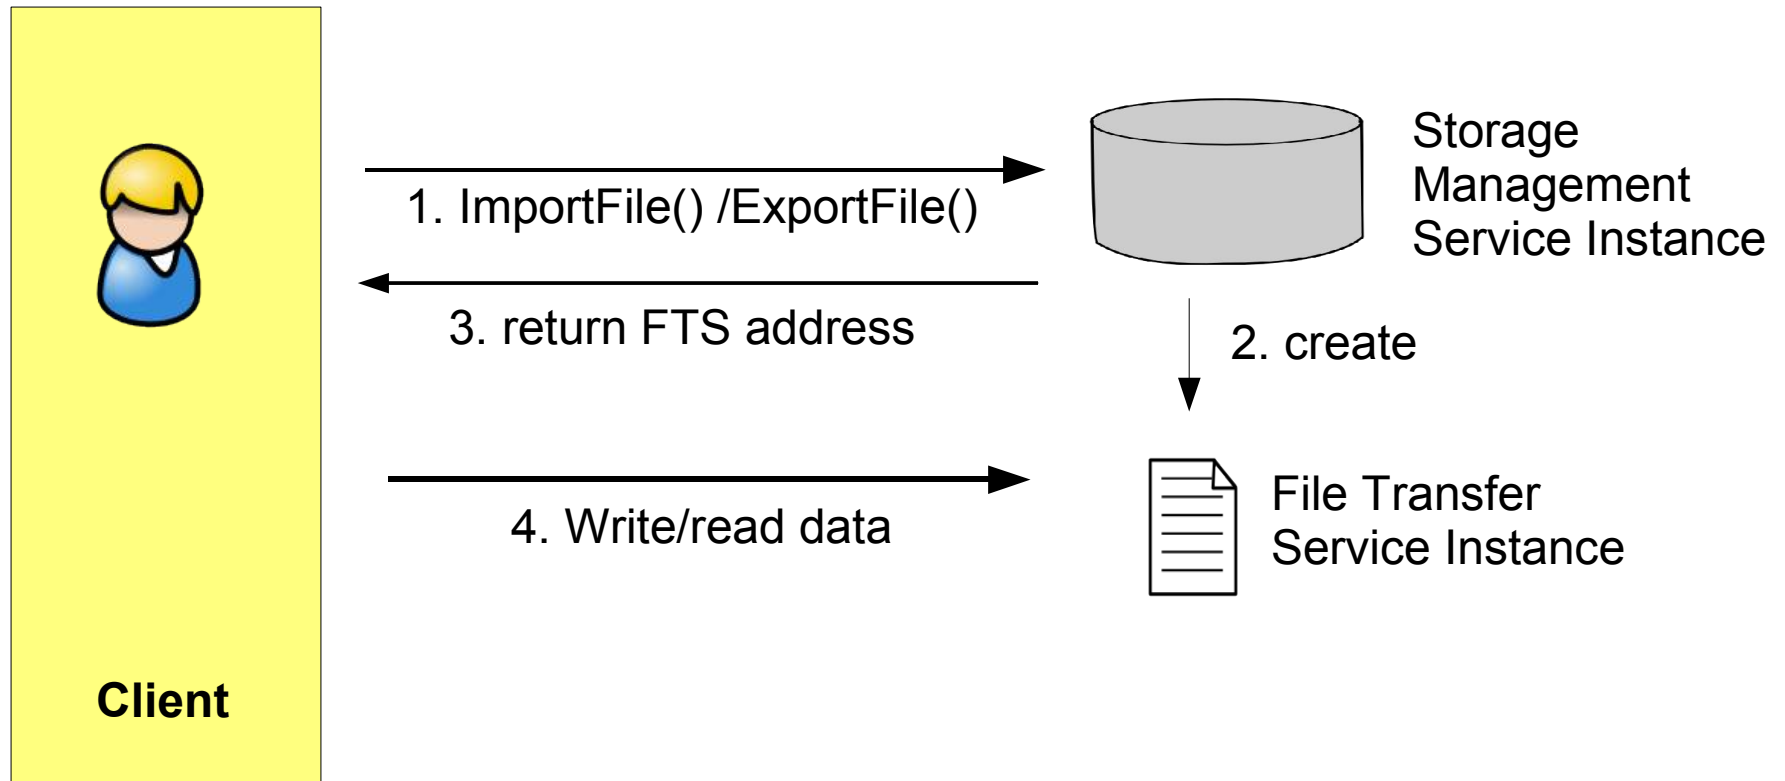 Storage
Management
Service Instance
1. ImportFile() /ExportFile()
3. return FTS address
2. create
4. Write/read data
File Transfer
Service Instance
Client